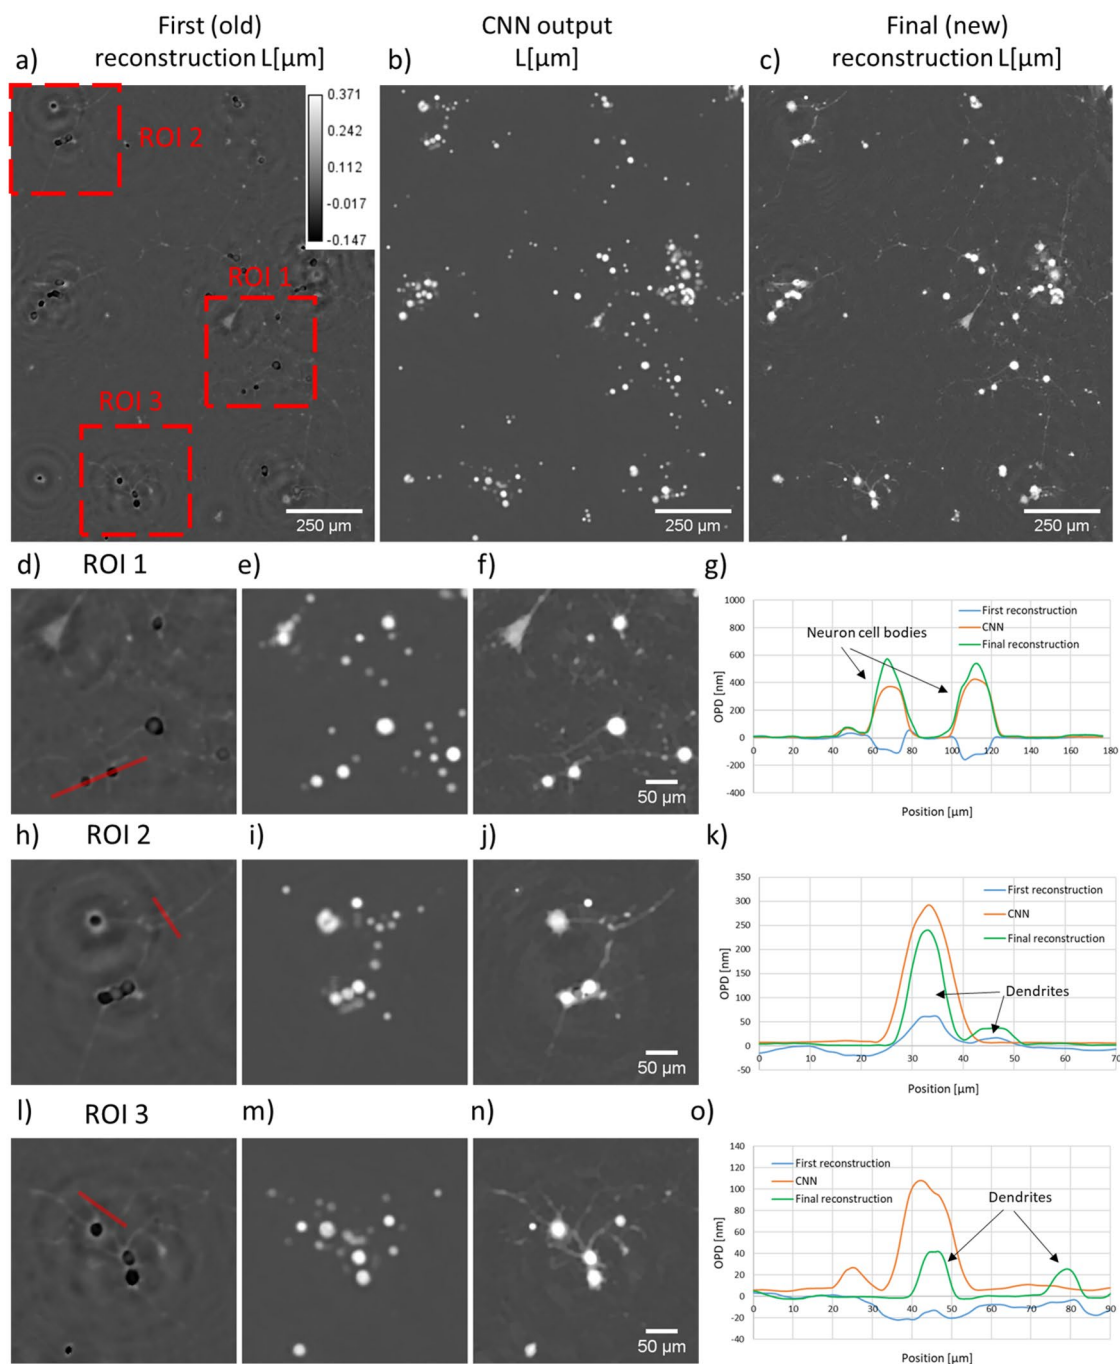 First (old)
reconstruction L[µm]
CNN output
L[µm]
Final (new)
reconstruction L[µm]
a)
b)
c)
0.371
0.242
0.112
-0.017
-0.147
ROI 2
ROI 1
ROI 3
250 µm
250 µm
250 µm
d)
ROI 1
e)
f)
g)
50 µm
1000
800
600
400
200
0
-200
-400
0
20
40
60
80
100
120
140
160
180
OPD [nm]
Position [µm]
Neuron cell bodies
First reconstruction
CNN
Final reconstruction
h)
ROI 2
i)
j)
k)
50 µm
350
300
250
200
150
100
50
0
-50
0
10
20
30
40
50
60
70
OPD [nm]
Position [µm]
First reconstruction
CNN
Final reconstruction
Dendrites
l)
ROI 3
m)
n)
o)
50 µm
140
120
100
80
60
40
20
0
-20
-40
0
10
20
30
40
50
60
70
80
90
OPD [nm]
Position [µm]
First reconstruction
CNN
Final reconstruction
Dendrites